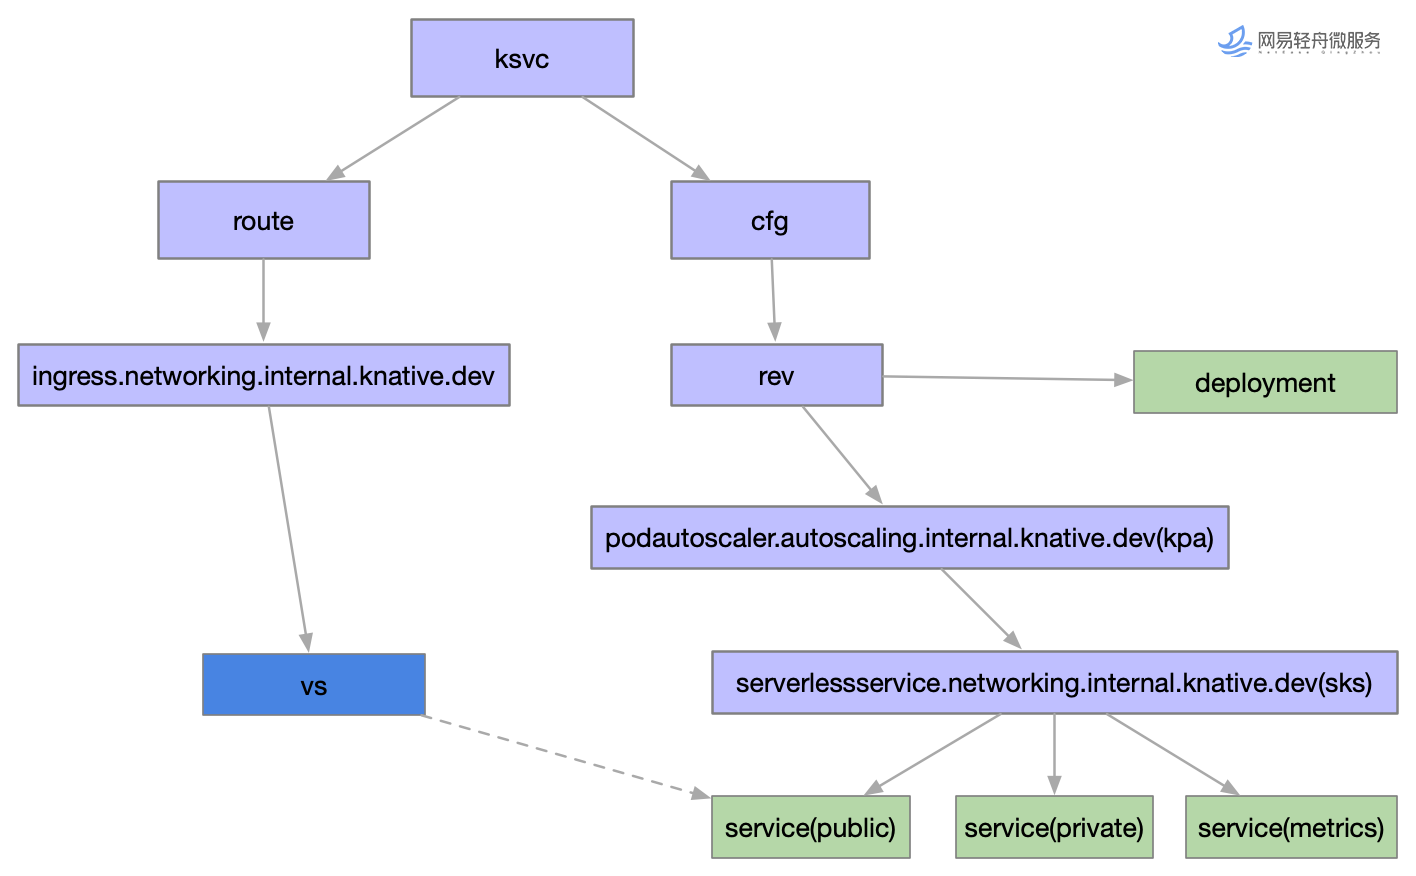 ksvc
网易轻舟微服务
route
cfg
ingress.networking.internal.knative.dev
rev
deployment
podautoscaler.autoscaling.internal.knative.dev(kpa)
vs
serverlessservice.networking.internal.knative.dev(sks)
service(public)
service(private)
service(metrics)